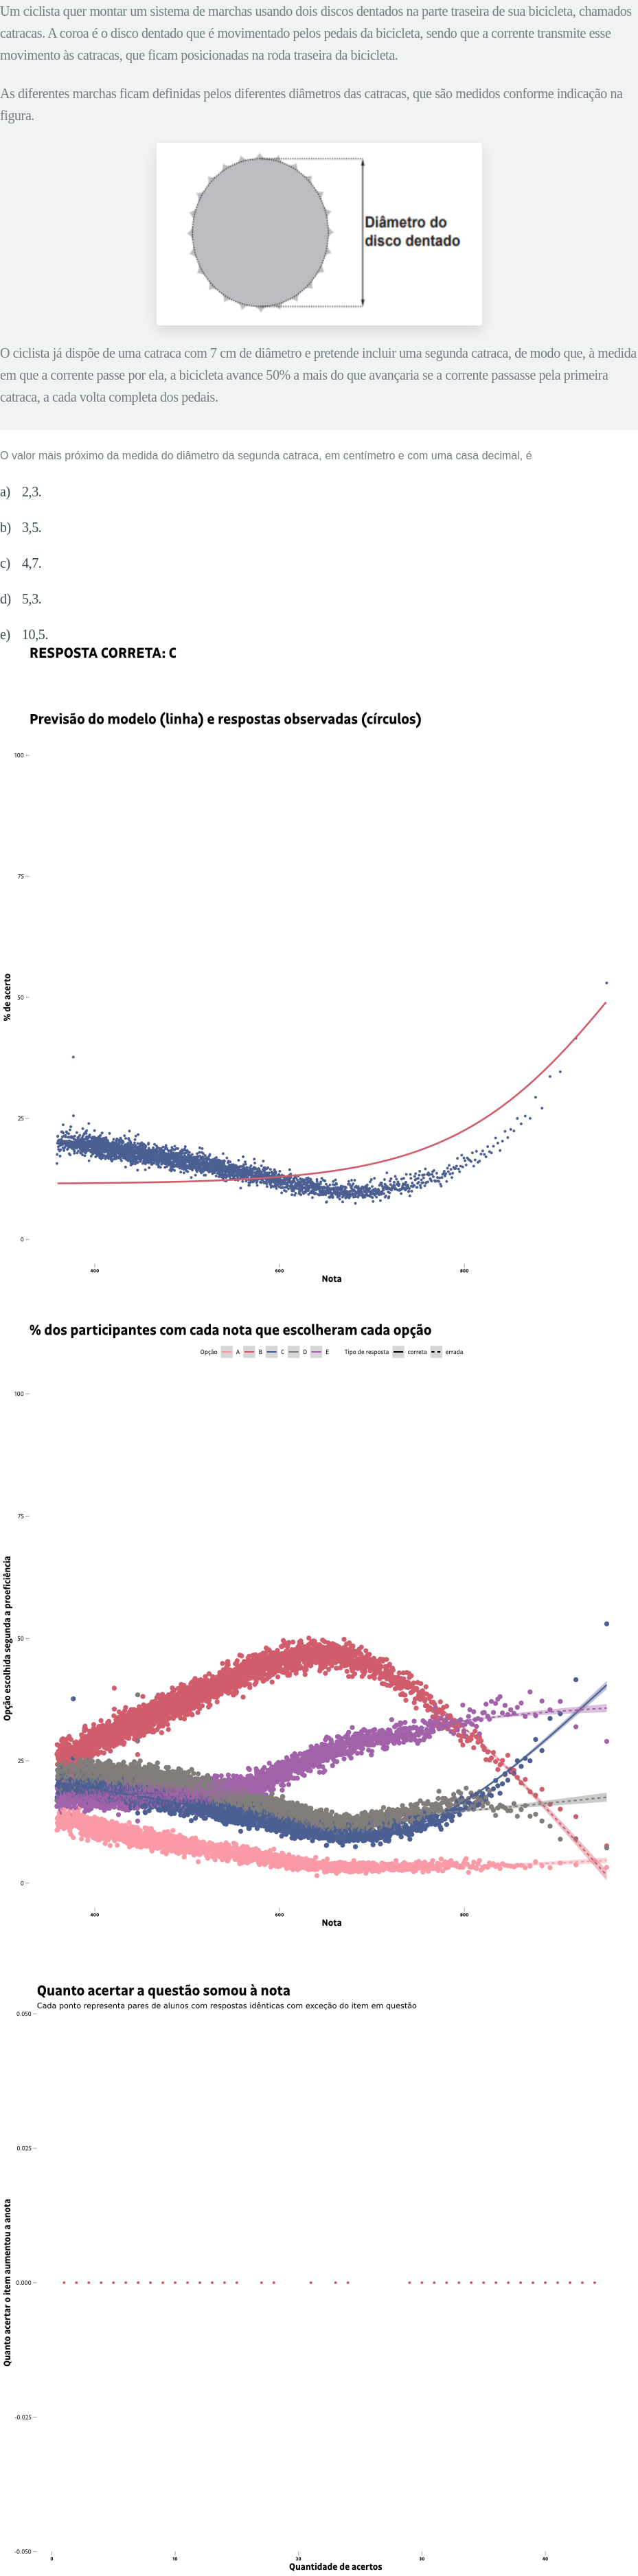 Um ciclista quer montar um sistema de marchas usando dois discos dentados na parte traseira de sua bicicleta, chamados
catracas. A coroa é o disco dentado que é movimentado pelos pedais da bicicleta, sendo que a corrente transmite esse
movimento às catracas, que ficam posicionadas na roda traseira da bicicleta.
As diferentes marchas ficam definidas pelos diferentes diâmetros das catracas, que são medidos conforme indicação na
figura.
Diâmetro do
disco dentado
O ciclista já dispõe de uma catraca com 7 cm de diâmetro e pretende incluir uma segunda catraca, de modo que, à medida
em que a corrente passe por ela, a bicicleta avance 50% a mais do que avançaria se a corrente passasse pela primeira
catraca, a cada volta completa dos pedais.
O valor mais próximo da medida do diâmetro da segunda catraca, em centímetro e com uma casa decimal, é
a) 2,3.
b) 3,5.
c) 4,7.
d) 5,3.
e) 10,5.
RESPOSTA CORRETA: C
Previsão do modelo (linha) e respostas observadas (círculos)
100
75
50
25
0
% de acerto
400 600 800
Nota
% dos participantes com cada nota que escolheram cada opção
Opção A B C D E Tipo de resposta correta errada
100
75
50
25
0
Opção escolhida segunda a proeficiência
400 600 800
Nota
Quanto acertar a questão somou à nota
Cada ponto representa pares de alunos com respostas idênticas com exceção do item em questão
0.050
0.025
0.000
-0.025
-0.050
Quanto acertar o item aumentou a anota
0 10 20 30 40
Quantidade de acertos